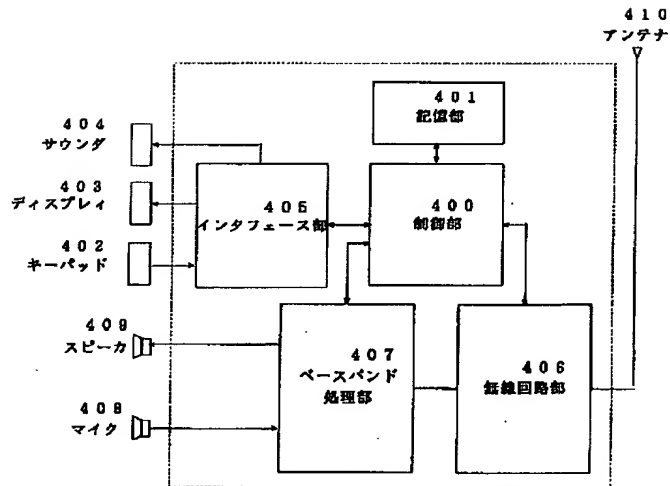 410
アンテナ
401
記憶部
404
サウンダ
403
ディスプレィ
402
キーパッド
405
インタフェース部
400
制御部
409
スピーカ
408
マイク
407
ベースバンド
処理部
406
無線回路部